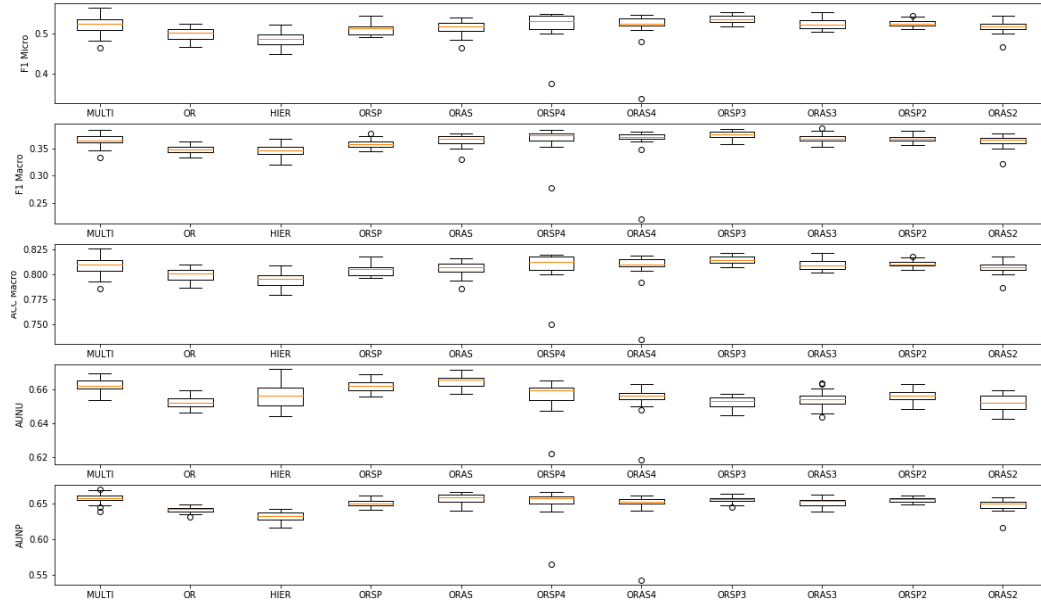 F1 Micro
0.5
0.4
MULTI OR HIER ORSP ORAS ORSP4 ORAS4 ORSP3 ORAS3 ORSP2 ORAS2
F1 Macro
0.35
0.30
0.25
MULTI OR HIER ORSP ORAS ORSP4 ORAS4 ORSP3 ORAS3 ORSP2 ORAS2
ACC Macro
0.825
0.800
0.775
0.750
MULTI OR HIER ORSP ORAS ORSP4 ORAS4 ORSP3 ORAS3 ORSP2 ORAS2
AUNU
0.66
0.64
0.62
MULTI OR HIER ORSP ORAS ORSP4 ORAS4 ORSP3 ORAS3 ORSP2 ORAS2
AUNP
0.65
0.60
0.55
MULTI OR HIER ORSP ORAS ORSP4 ORAS4 ORSP3 ORAS3 ORSP2 ORAS2